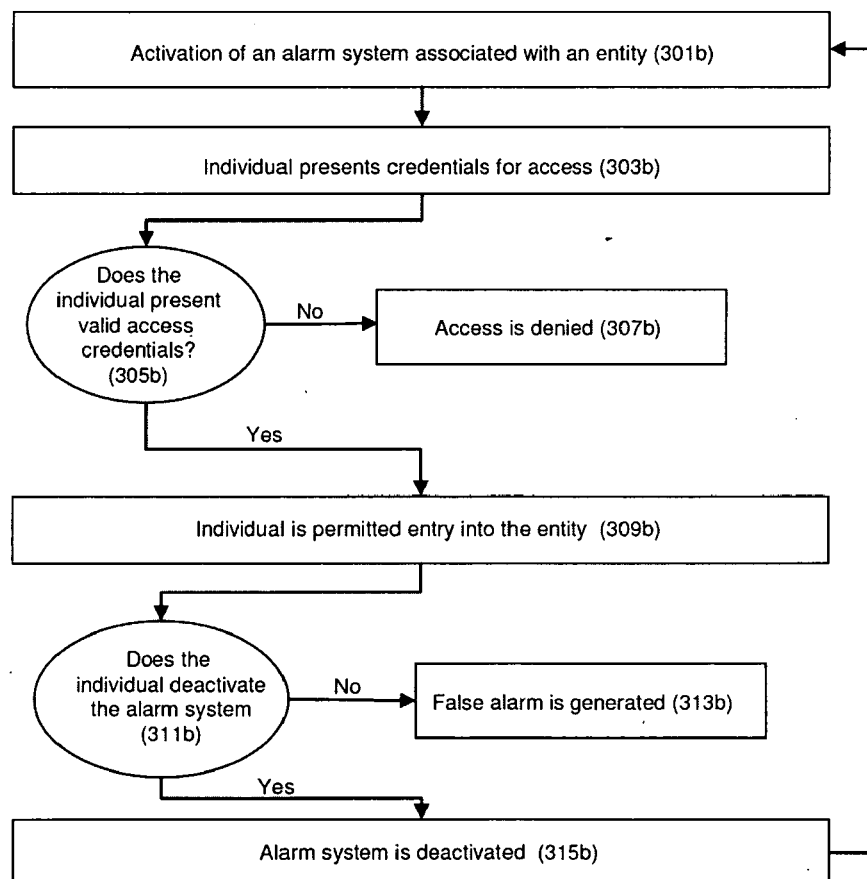 Activation of an alarm system associated with an entity (301b)
Individual presents credentials for access (303b)
Does the
individual present
valid access
credentials?
(305b)
No
Access is denied (307b)
Yes
Individual is permitted entry into the entity (309b)
Does the
individual deactivate
the alarm system
(311b)
No
False alarm is generated (313b)
Yes
Alarm system is deactivated (315b)